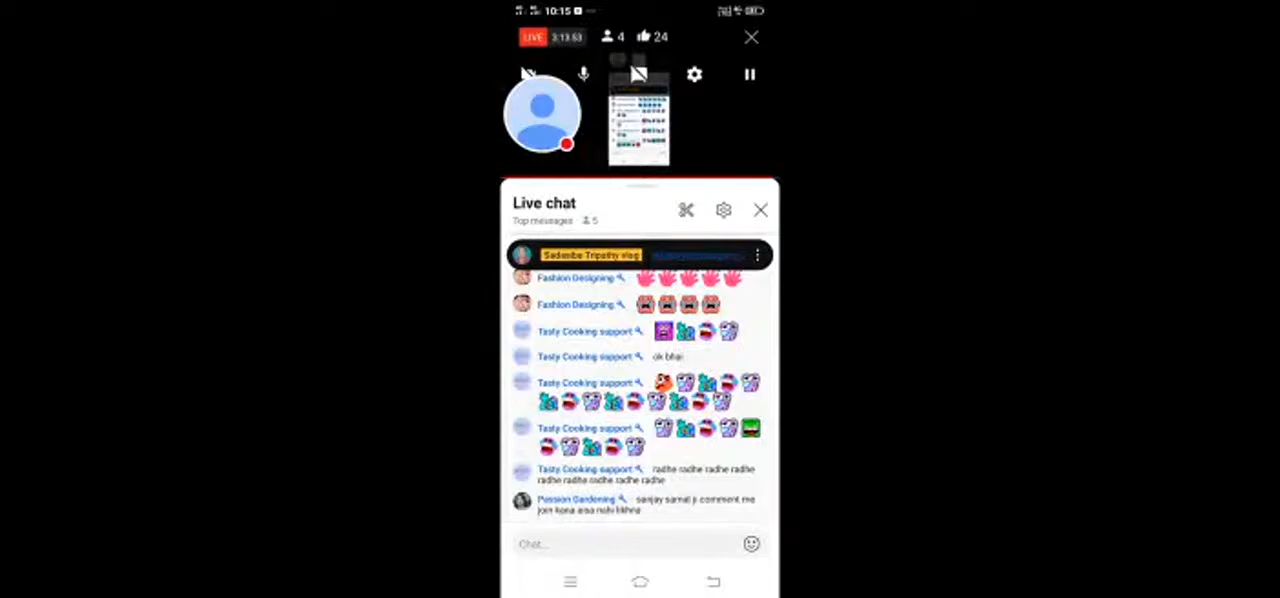 10:15
LIVE 3:13:53 4 24
Live chat
Top messages · 5
Sadasiba Tripathy vlog
Fashion Designing
Fashion Designing
Tasty Cooking support
Tasty Cooking support ok bhai
Tasty Cooking support
Tasty Cooking support
Tasty Cooking support radhe radhe radhe radhe
radhe radhe radhe radhe radhe
Passion Gardening sanjay samal ji comment me
join kana aisa nahi likhna
Chat...